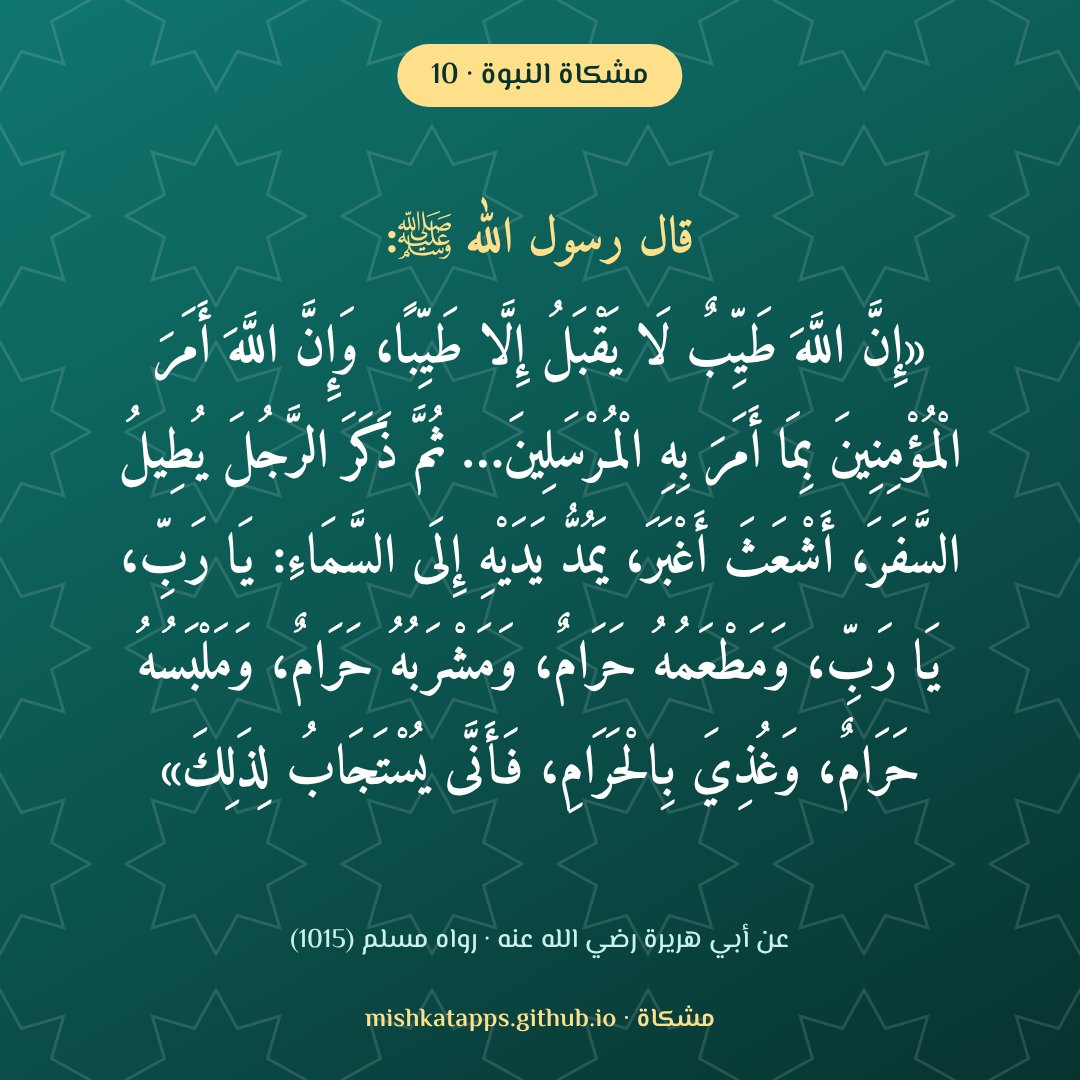 مشكاة النبوة · 10
قال رسول الله ﷺ:
«إِنَّ اللَّهَ طَيِّبٌ لَا يَقْبَلُ إِلَّا طَيِّبًا، وَإِنَّ اللَّهَ أَمَرَ
الْمُؤْمِنِينَ بِمَا أَمَرَ بِهِ الْمُرْسَلِينَ... ثُمَّ ذَكَرَ الرَّجُلَ يُطِيلُ
السَّفَرَ، أَشْعَثَ أَغْبَرَ، يَمُدُّ يَدَيْهِ إِلَى السَّمَاءِ: يَا رَبِّ،
يَا رَبِّ، وَمَطْعَمُهُ حَرَامٌ، وَمَشْرَبُهُ حَرَامٌ، وَمَلْبَسُهُ
حَرَامٌ، وَغُذِيَ بِالْحَرَامِ، فَأَنَّى يُسْتَجَابُ لِذَلِكَ»
عن أبي هريرة رضي الله عنه · رواه مسلم (1015)
مشكاة · mishkatapps.github.io